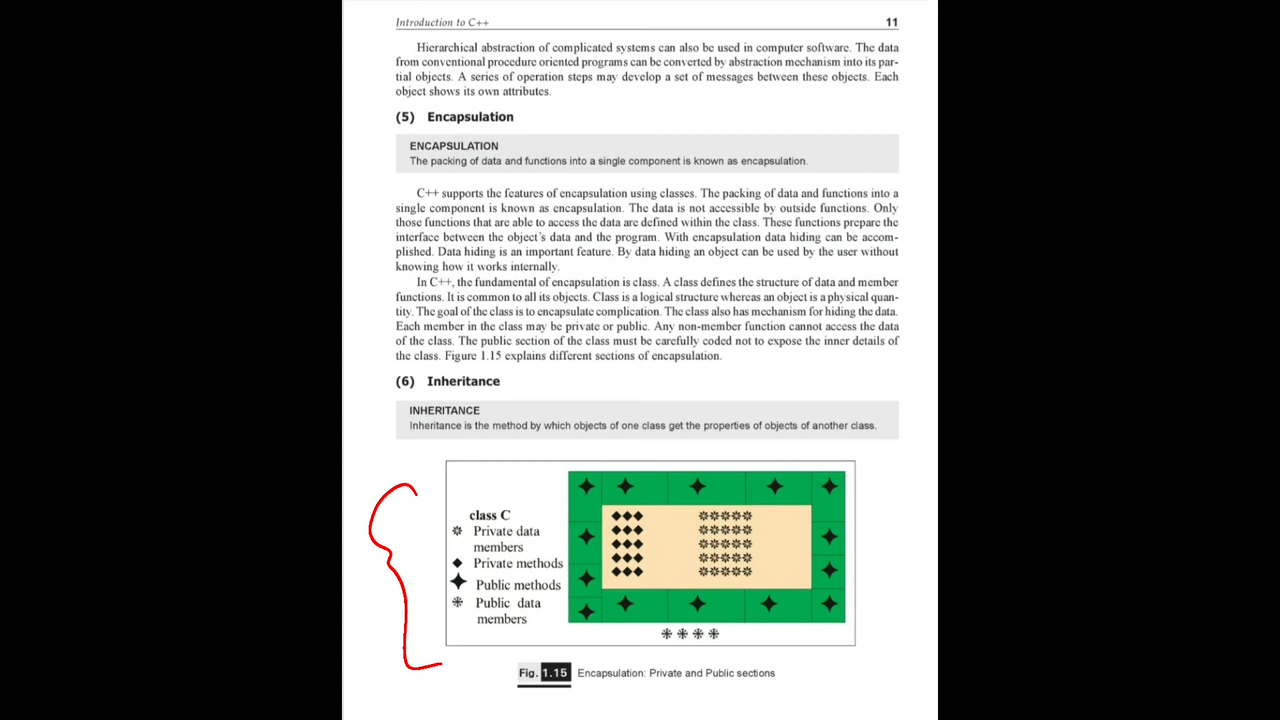 Introduction to C++ 11
Hierarchical abstraction of complicated systems can also be used in computer software. The data
from conventional procedure oriented programs can be converted by abstraction mechanism into its par-
tial objects. A series of operation steps may develop a set of messages between these objects. Each
object shows its own attributes.
(5) Encapsulation
ENCAPSULATION
The packing of data and functions into a single component is known as encapsulation.
C++ supports the features of encapsulation using classes. The packing of data and functions into a
single component is known as encapsulation. The data is not accessible by outside functions. Only
those functions that are able to access the data are defined within the class. These functions prepare the
interface between the object's data and the program. With encapsulation data hiding can be accom-
plished. Data hiding is an important feature. By data hiding an object can be used by the user without
knowing how it works internally.
In C++, the fundamental of encapsulation is class. A class defines the structure of data and member
functions. It is common to all its objects. Class is a logical structure whereas an object is a physical quan-
tity. The goal of the class is to encapsulate complication. The class also has mechanism for hiding the data.
Each member in the class may be private or public. Any non-member function cannot access the data
of the class. The public section of the class must be carefully coded not to expose the inner details of
the class. Figure 1.15 explains different sections of encapsulation.
(6) Inheritance
INHERITANCE
Inheritance is the method by which objects of one class get the properties of objects of another class.
class C
Private data
members
Private methods
Public methods
Public data
members
Fig. 1.15 Encapsulation: Private and Public sections